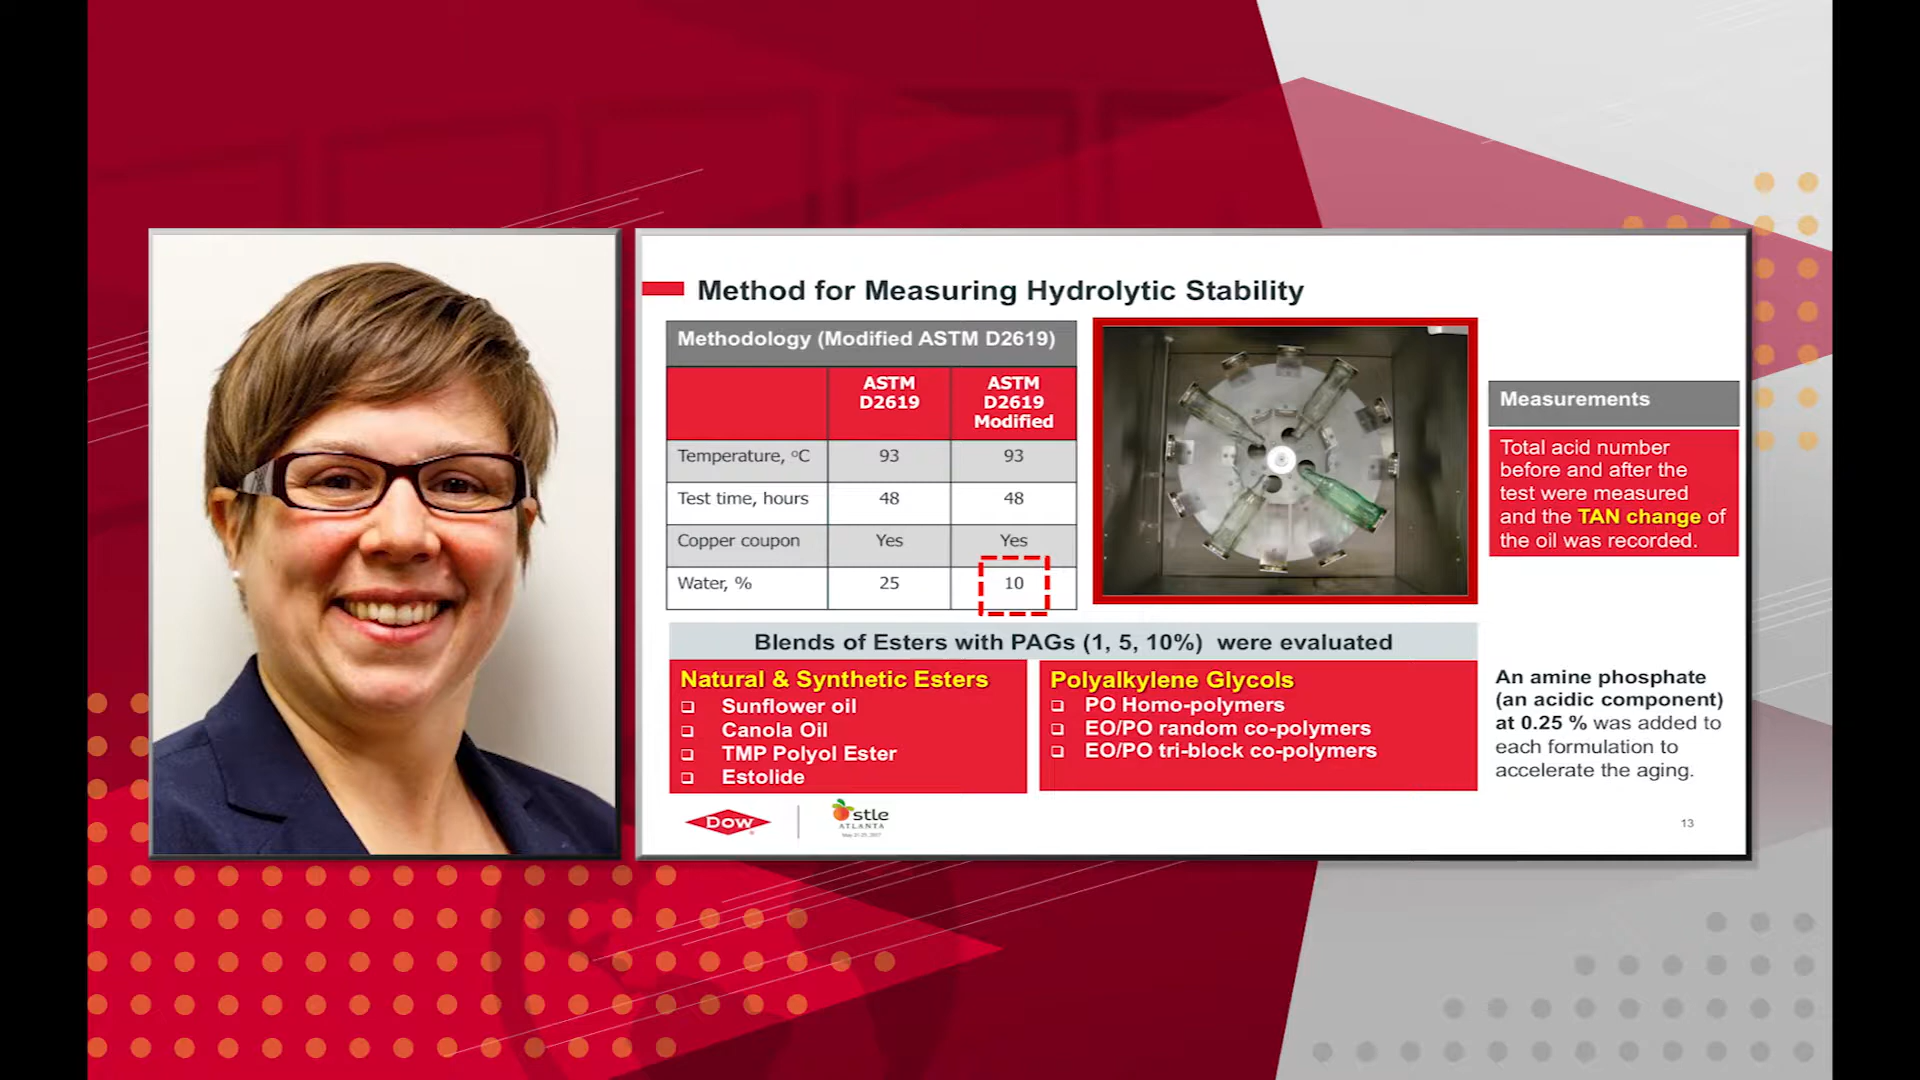 Method for Measuring Hydrolytic Stability
Methodology (Modified ASTM D2619)
ASTM
D2619
ASTM
D2619
Modified
Temperature, °C 93 93
Test time, hours 48 48
Copper coupon Yes Yes
Water, % 25 10
Measurements
Total acid number
before and after the
test were measured
and the TAN change of
the oil was recorded.
Blends of Esters with PAGs (1, 5, 10%) were evaluated
Natural & Synthetic Esters
❑ Sunflower oil
❑ Canola Oil
❑ TMP Polyol Ester
❑ Estolide
Polyalkylene Glycols
❑ PO Homo-polymers
❑ EO/PO random co-polymers
❑ EO/PO tri-block co-polymers
An amine phosphate
(an acidic component)
at 0.25 % was added to
each formulation to
accelerate the aging.
DOW
stle
ATLANTA
13